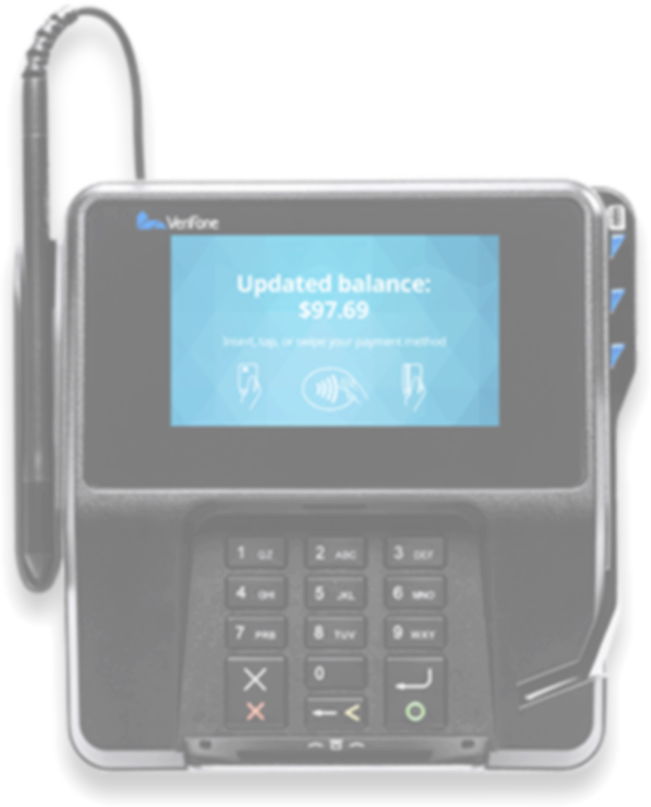 VeriFone
Updated balance:
$97.69
Insert, tap, or swipe your payment method
1 QZ 2 ABC 3 DEF
4 GHI 5 JKL 6 MNO
7 PRS 8 TUV 9 WXY
0